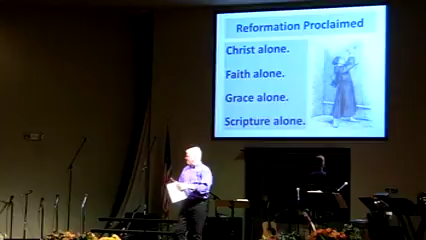 Reformation Proclaimed
Christ alone.
Faith alone.
Grace alone.
Scripture alone.